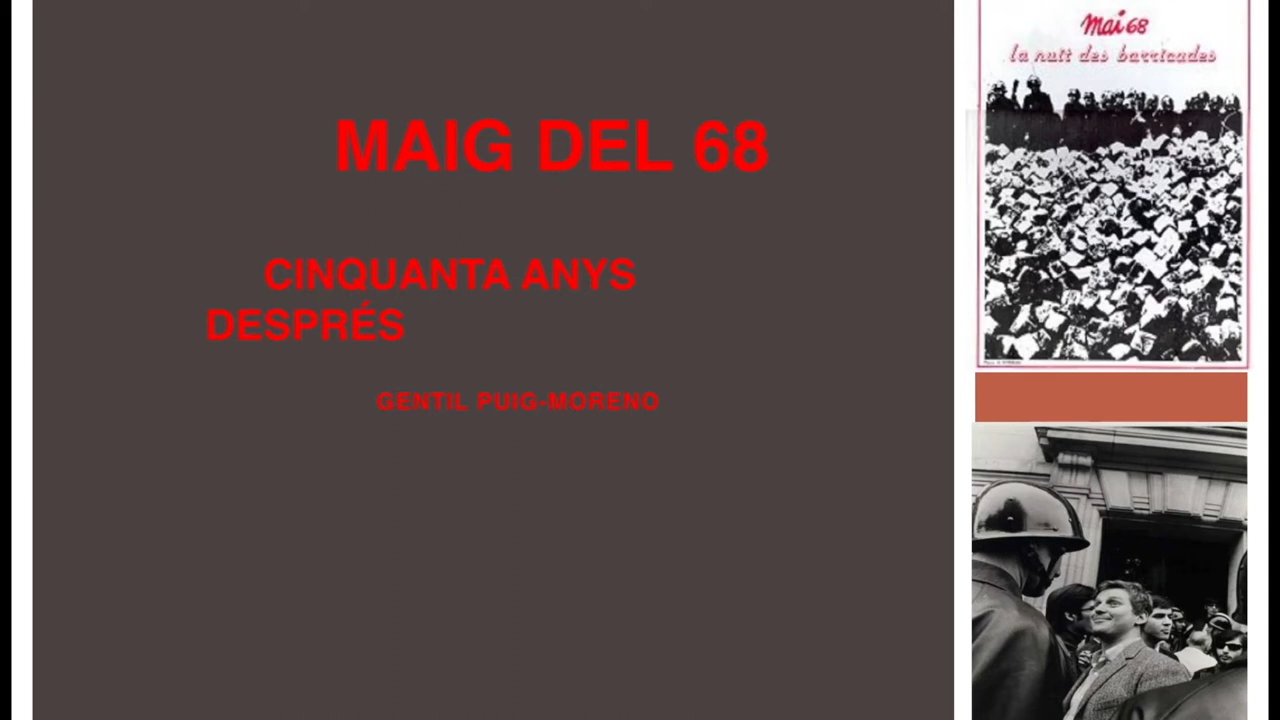 MAIG DEL 68
CINQUANTA ANYS
DESPRÉS
GENTIL PUIG-MORENO
Mai 68
la nuit des barricades